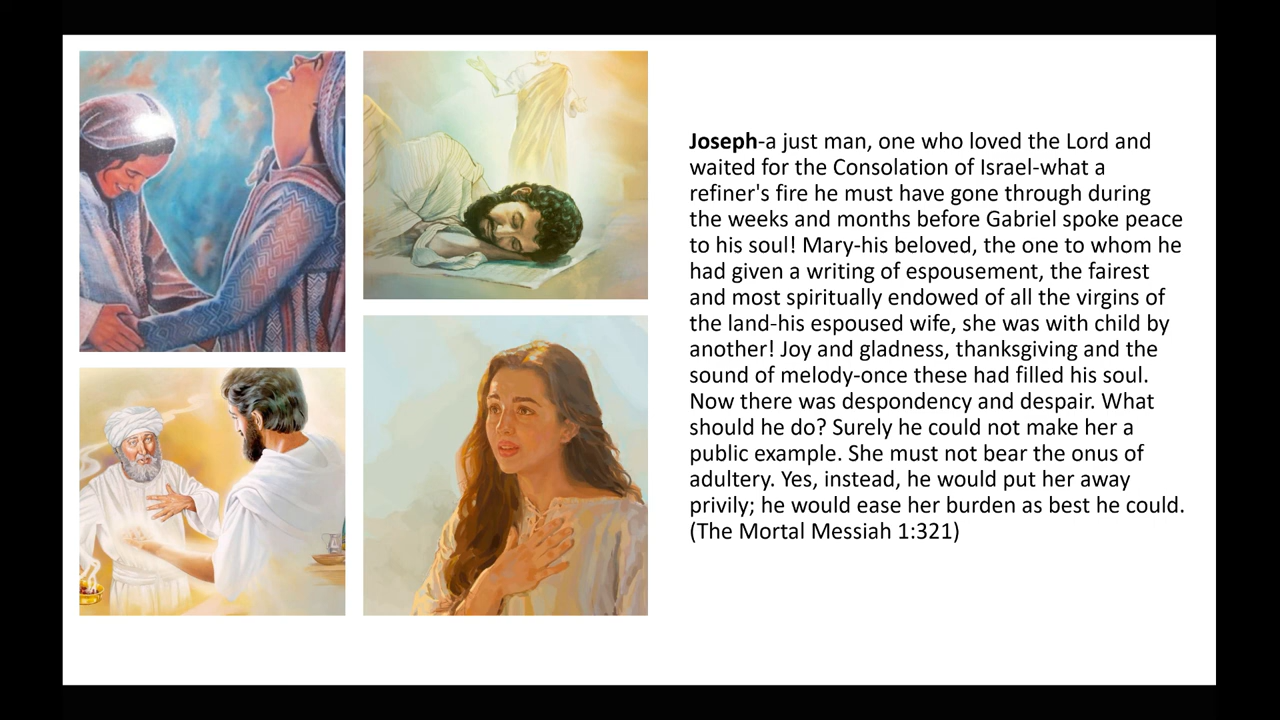 Joseph-a just man, one who loved the Lord and
waited for the Consolation of Israel-what a
refiner's fire he must have gone through during
the weeks and months before Gabriel spoke peace
to his soul! Mary-his beloved, the one to whom he
had given a writing of espousement, the fairest
and most spiritually endowed of all the virgins of
the land-his espoused wife, she was with child by
another! Joy and gladness, thanksgiving and the
sound of melody-once these had filled his soul.
Now there was despondency and despair. What
should he do? Surely he could not make her a
public example. She must not bear the onus of
adultery. Yes, instead, he would put her away
privily; he would ease her burden as best he could.
(The Mortal Messiah 1:321)